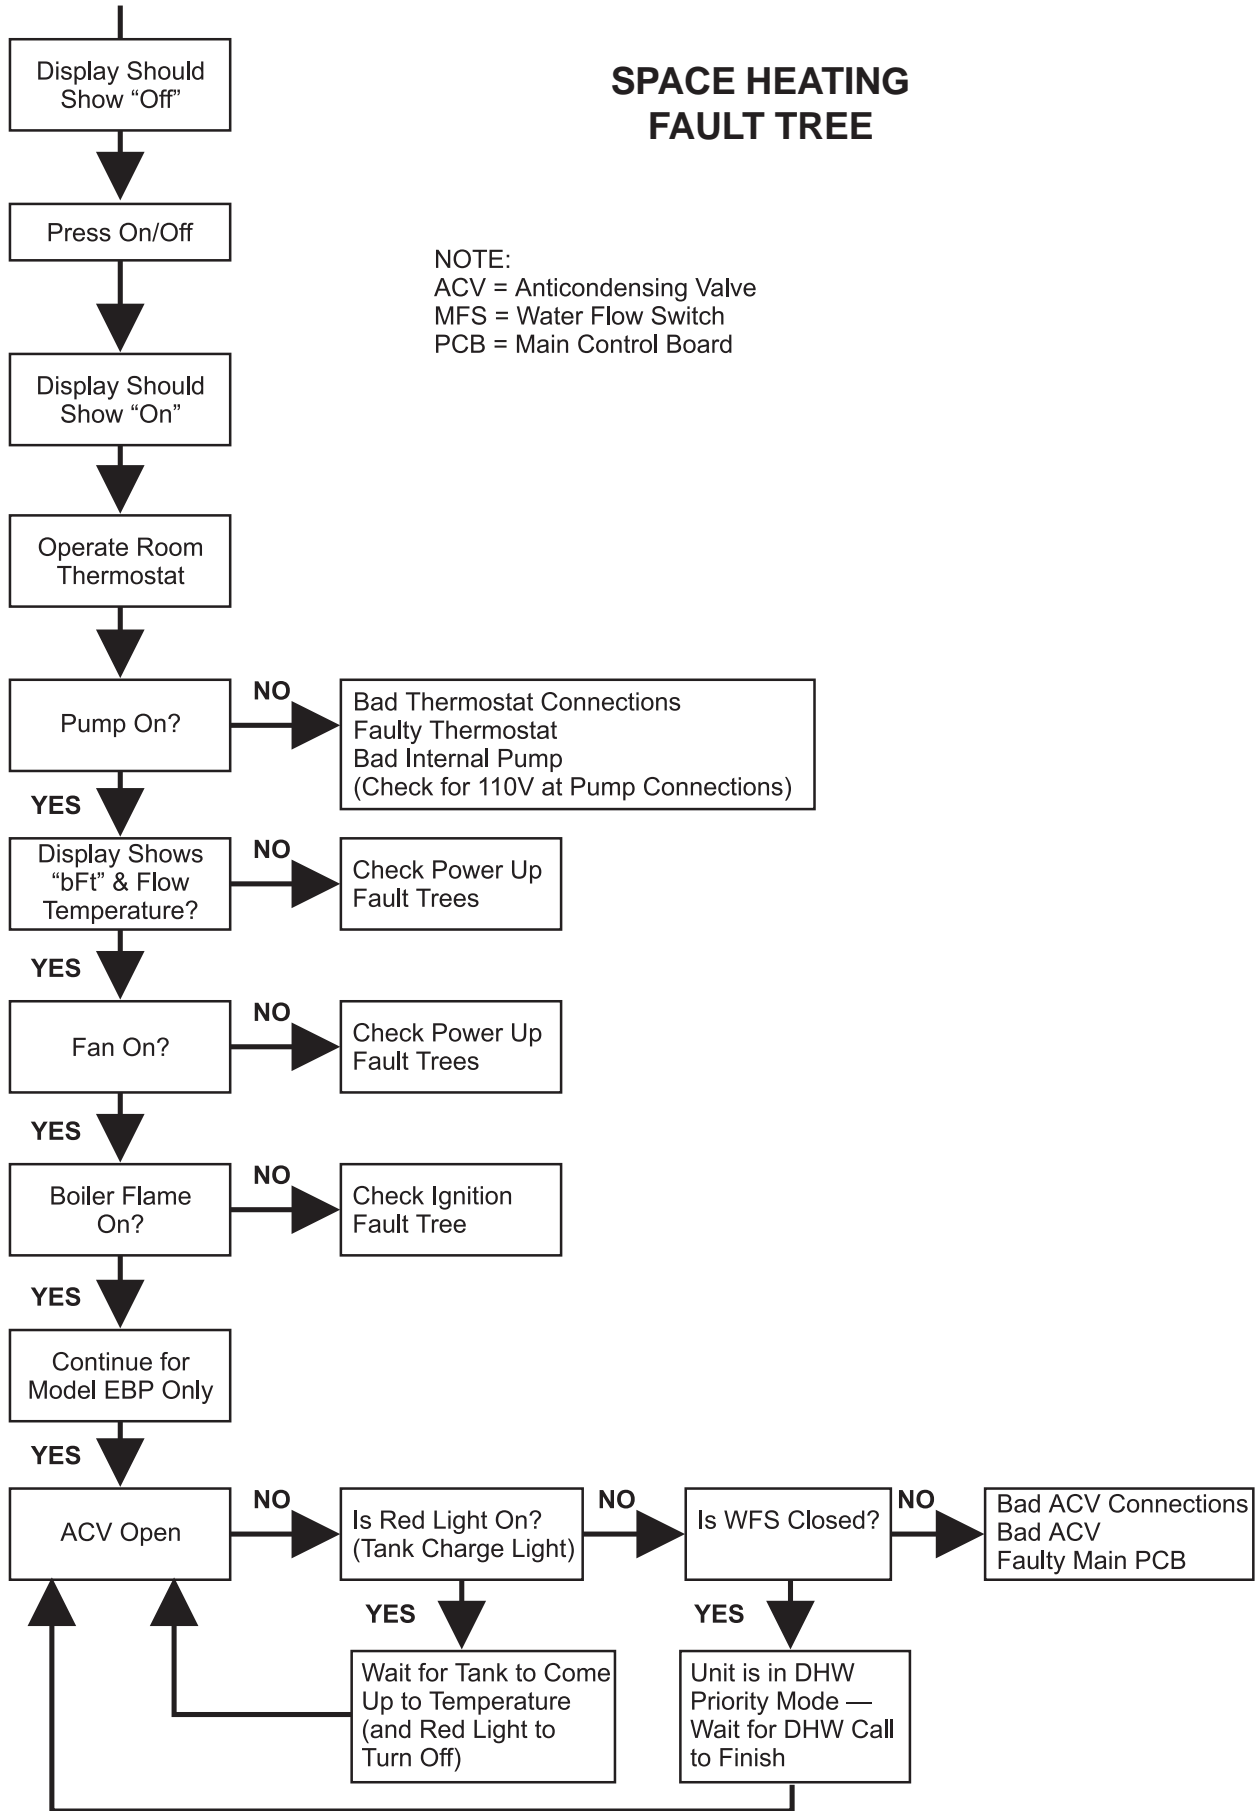 SPACE HEATING
FAULT TREE
NOTE:
ACV = Anticondensing Valve
MFS = Water Flow Switch
PCB = Main Control Board
Display Should
Show “Off”
Press On/Off
Display Should
Show “On”
Operate Room
Thermostat
Pump On?
NO
Bad Thermostat Connections
Faulty Thermostat
Bad Internal Pump
(Check for 110V at Pump Connections)
YES
Display Shows
“bFt” & Flow
Temperature?
NO
Check Power Up
Fault Trees
YES
Fan On?
NO
Check Power Up
Fault Trees
YES
Boiler Flame
On?
NO
Check Ignition
Fault Tree
YES
Continue for
Model EBP Only
YES
ACV Open
NO
Is Red Light On?
(Tank Charge Light)
NO
Is WFS Closed?
NO
Bad ACV Connections
Bad ACV
Faulty Main PCB
YES
Wait for Tank to Come
Up to Temperature
(and Red Light to
Turn Off)
YES
Unit is in DHW
Priority Mode —
Wait for DHW Call
to Finish